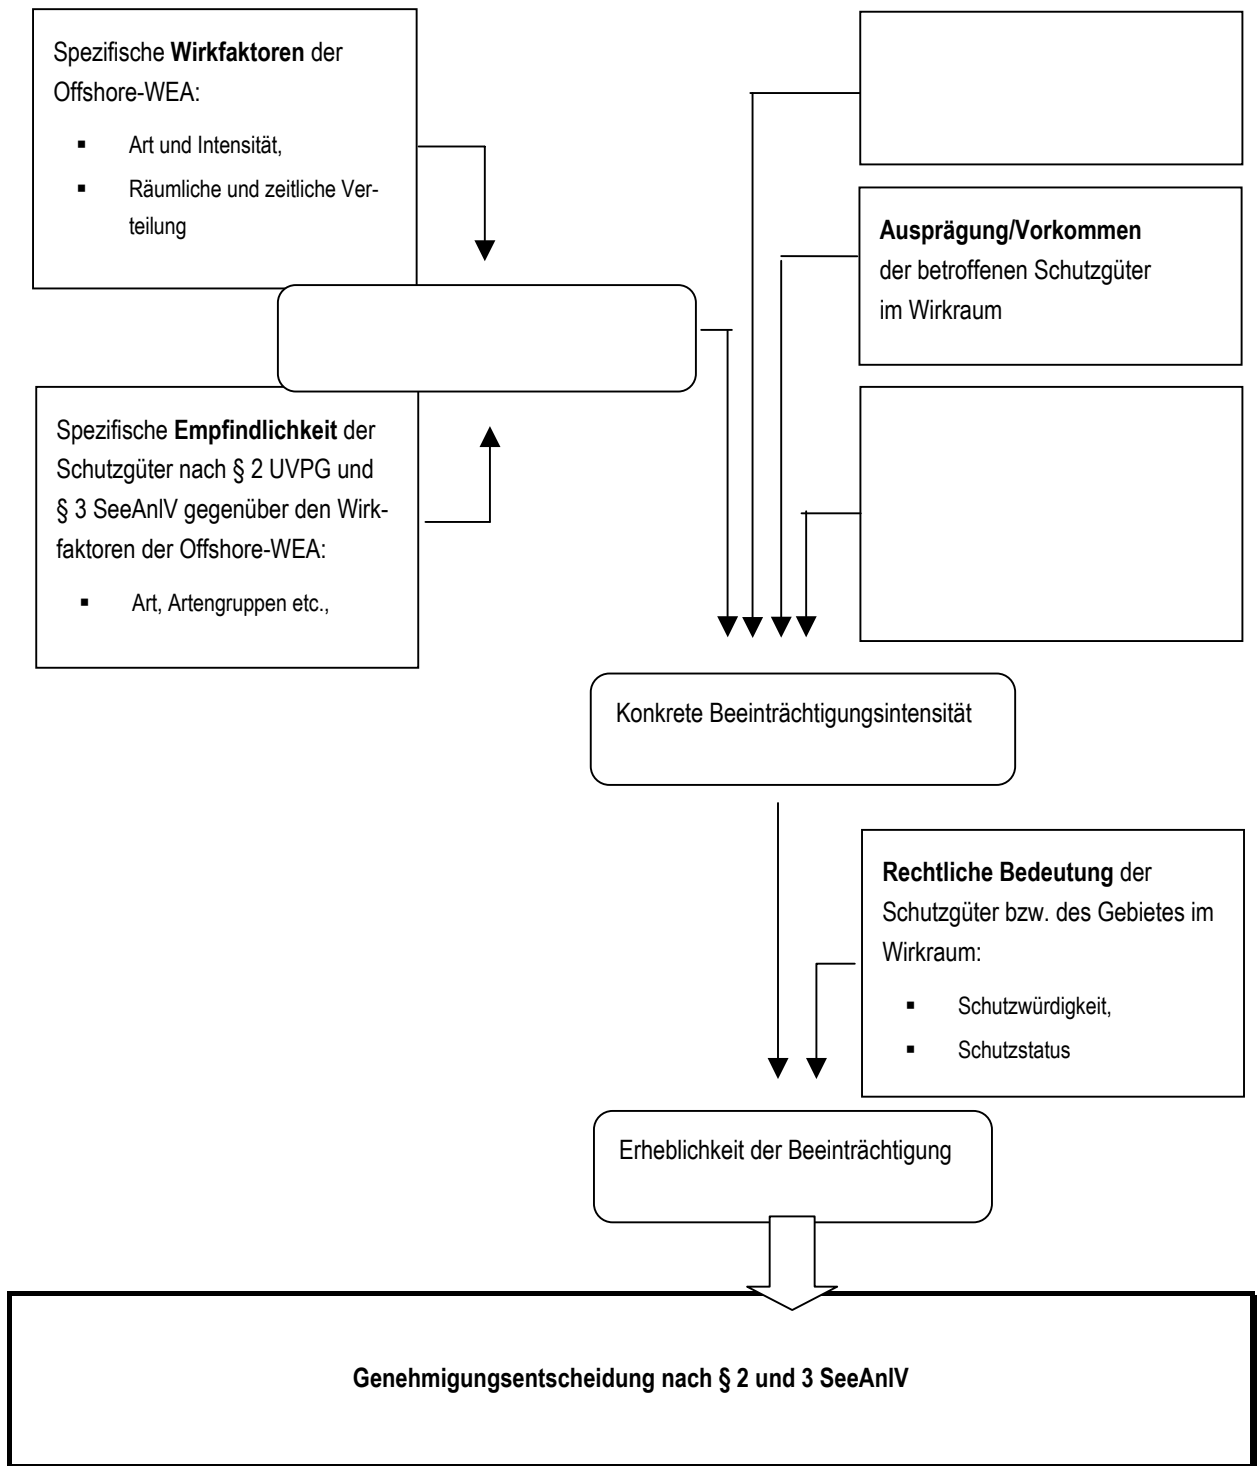 Spezifische Wirkfaktoren der
Offshore-WEA:
▪ Art und Intensität,
▪ Räumliche und zeitliche Ver-
teilung
Ausprägung/Vorkommen
der betroffenen Schutzgüter
im Wirkraum
Spezifische Empfindlichkeit der
Schutzgüter nach § 2 UVPG und
§ 3 SeeAnlV gegenüber den Wirk-
faktoren der Offshore-WEA:
▪ Art, Artengruppen etc.,
Konkrete Beeinträchtigungsintensität
Rechtliche Bedeutung der
Schutzgüter bzw. des Gebietes im
Wirkraum:
▪ Schutzwürdigkeit,
▪ Schutzstatus
Erheblichkeit der Beeinträchtigung
Genehmigungsentscheidung nach § 2 und 3 SeeAnlV